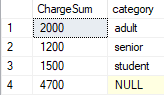 ChargeSum category
1 2000 adult
2 1200 senior
3 1500 student
4 4700 NULL